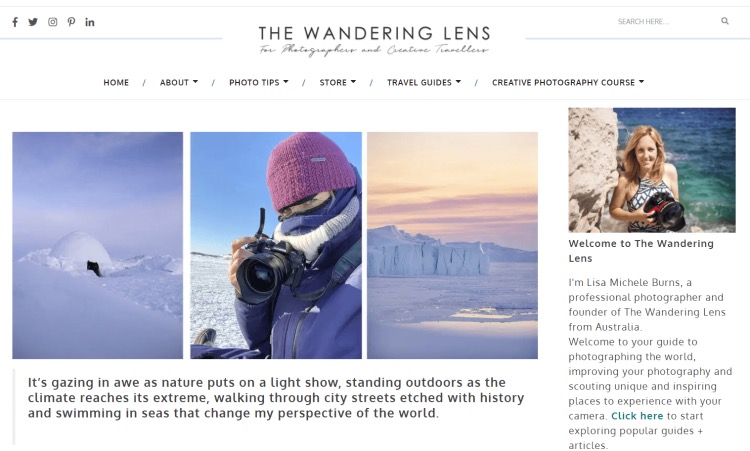 SEARCH HERE...
THE WANDERING LENS
For Photographers and Creative Travellers
HOME / ABOUT / PHOTO TIPS / STORE / TRAVEL GUIDES / CREATIVE PHOTOGRAPHY COURSE
It's gazing in awe as nature puts on a light show, standing outdoors as the
climate reaches its extreme, walking through city streets etched with history
and swimming in seas that change my perspective of the world.
Welcome to The Wandering
Lens
I'm Lisa Michele Burns, a
professional photographer and
founder of The Wandering Lens
from Australia.
Welcome to your guide to
photographing the world,
improving your photography and
scouting unique and inspiring
places to experience with your
camera. Click here to start
exploring popular guides +
articles.